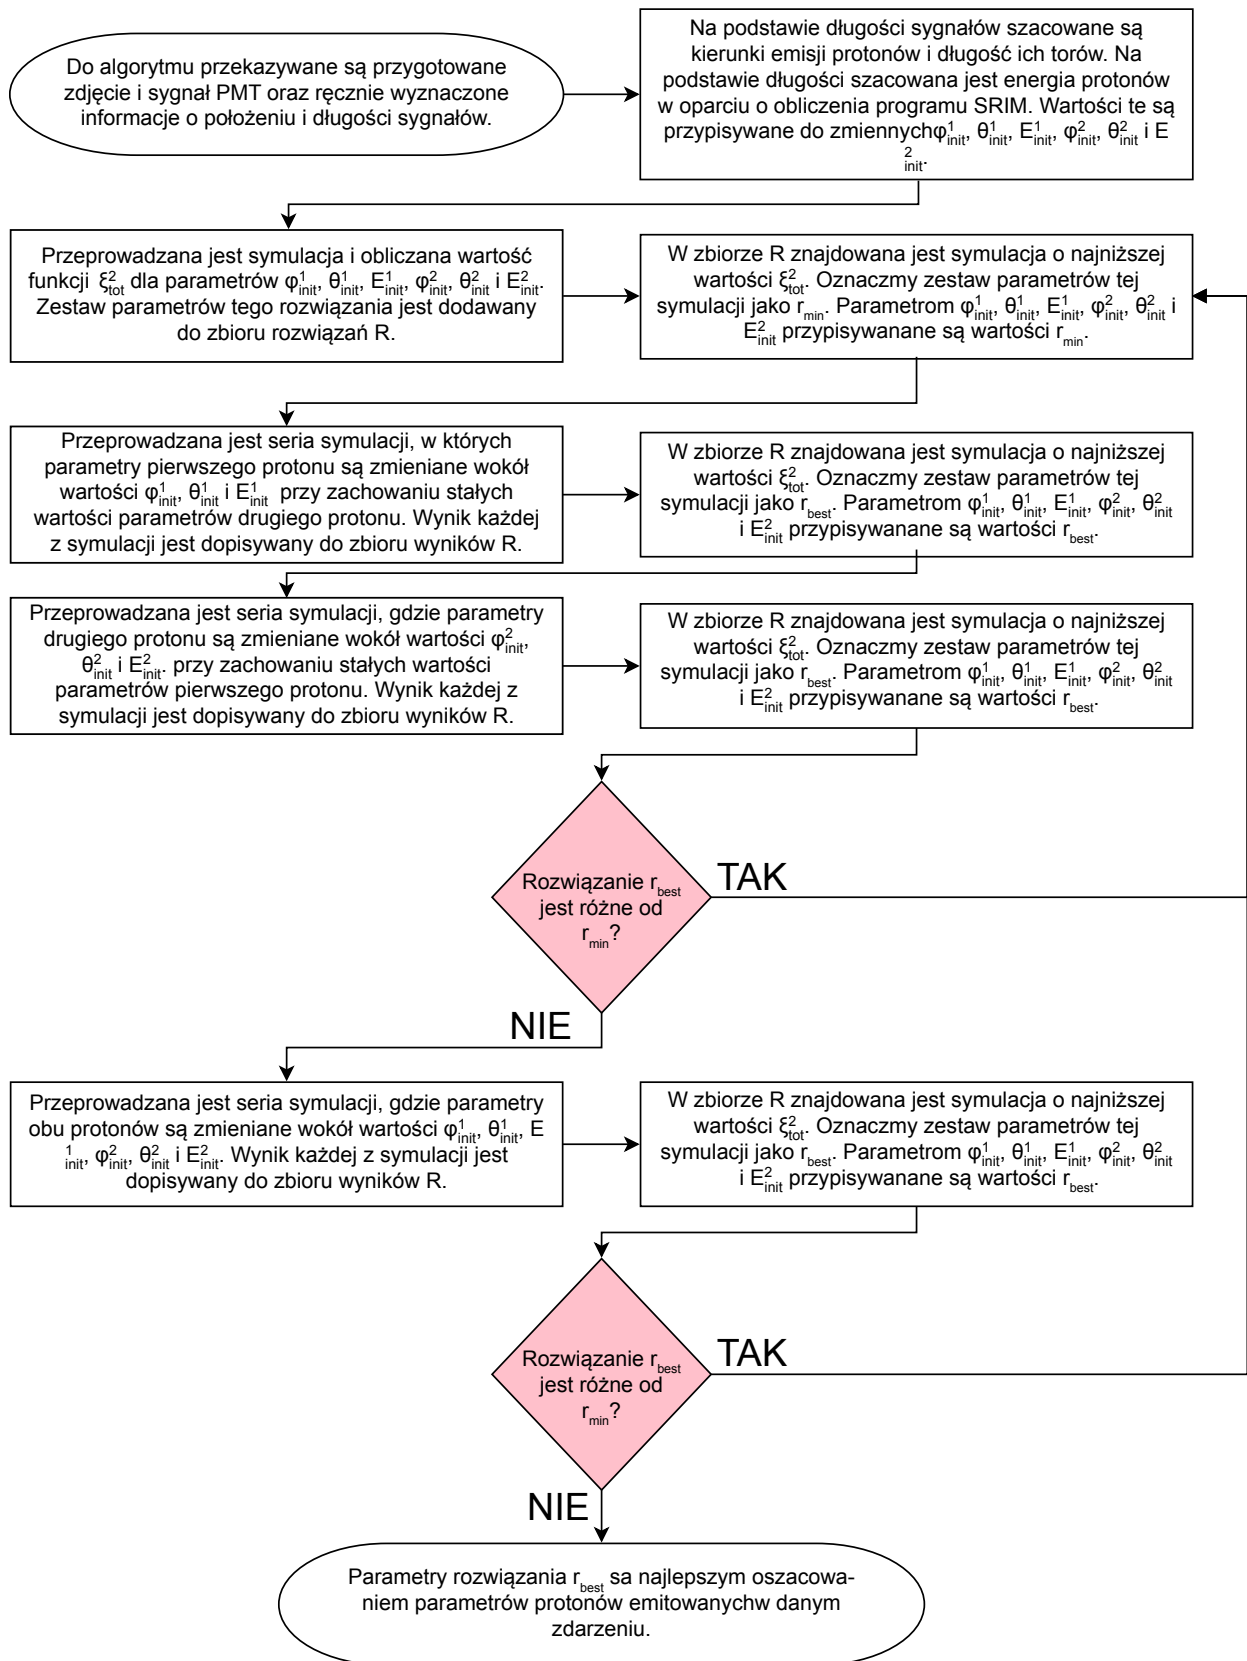 Do algorytmu przekazywane są przygotowane
zdjęcie i sygnał PMT oraz ręcznie wyznaczone
informacje o położeniu i długości sygnałów.
Na podstawie długości sygnałów szacowane są
kierunki emisji protonów i długość ich torów. Na
podstawie długości szacowana jest energia protonów
w oparciu o obliczenia programu SRIM. Wartości te są
przypisywane do zmiennychφ¹init, θ¹init, E¹init, φ²init, θ²init i E
²init.
Przeprowadzana jest symulacja i obliczana wartość
funkcji ξ²tot dla parametrów φ¹init, θ¹init, E¹init, φ²init, θ²init i E²init.
Zestaw parametrów tego rozwiązania jest dodawany
do zbioru rozwiązań R.
W zbiorze R znajdowana jest symulacja o najniższej
wartości ξ²tot. Oznaczmy zestaw parametrów tej
symulacji jako rmin. Parametrom φ¹init, θ¹init, E¹init, φ²init, θ²init i
E²init przypisywanane są wartości rmin.
Przeprowadzana jest seria symulacji, w których
parametry pierwszego protonu są zmieniane wokół
wartości φ¹init, θ¹init i E¹init przy zachowaniu stałych
wartości parametrów drugiego protonu. Wynik każdej
z symulacji jest dopisywany do zbioru wyników R.
W zbiorze R znajdowana jest symulacja o najniższej
wartości ξ²tot. Oznaczmy zestaw parametrów tej
symulacji jako rbest. Parametrom φ¹init, θ¹init, E¹init, φ²init, θ²init
i E²init przypisywanane są wartości rbest.
Przeprowadzana jest seria symulacji, gdzie parametry
drugiego protonu są zmieniane wokół wartości φ²init,
θ²init i E²init. przy zachowaniu stałych wartości
parametrów pierwszego protonu. Wynik każdej z
symulacji jest dopisywany do zbioru wyników R.
W zbiorze R znajdowana jest symulacja o najniższej
wartości ξ²tot. Oznaczmy zestaw parametrów tej
symulacji jako rbest. Parametrom φ¹init, θ¹init, E¹init, φ²init, θ²init
i E²init przypisywanane są wartości rbest.
Rozwiązanie rbest
jest różne od
rmin?
TAK
NIE
Przeprowadzana jest seria symulacji, gdzie parametry
obu protonów są zmieniane wokół wartości φ¹init, θ¹init, E
¹init, φ²init, θ²init i E²init. Wynik każdej z symulacji jest
dopisywany do zbioru wyników R.
W zbiorze R znajdowana jest symulacja o najniższej
wartości ξ²tot. Oznaczmy zestaw parametrów tej
symulacji jako rbest. Parametrom φ¹init, θ¹init, E¹init, φ²init, θ²init
i E²init przypisywanane są wartości rbest.
Rozwiązanie rbest
jest różne od
rmin?
TAK
NIE
Parametry rozwiązania rbest sa najlepszym oszacowa-
niem parametrów protonów emitowanychw danym
zdarzeniu.